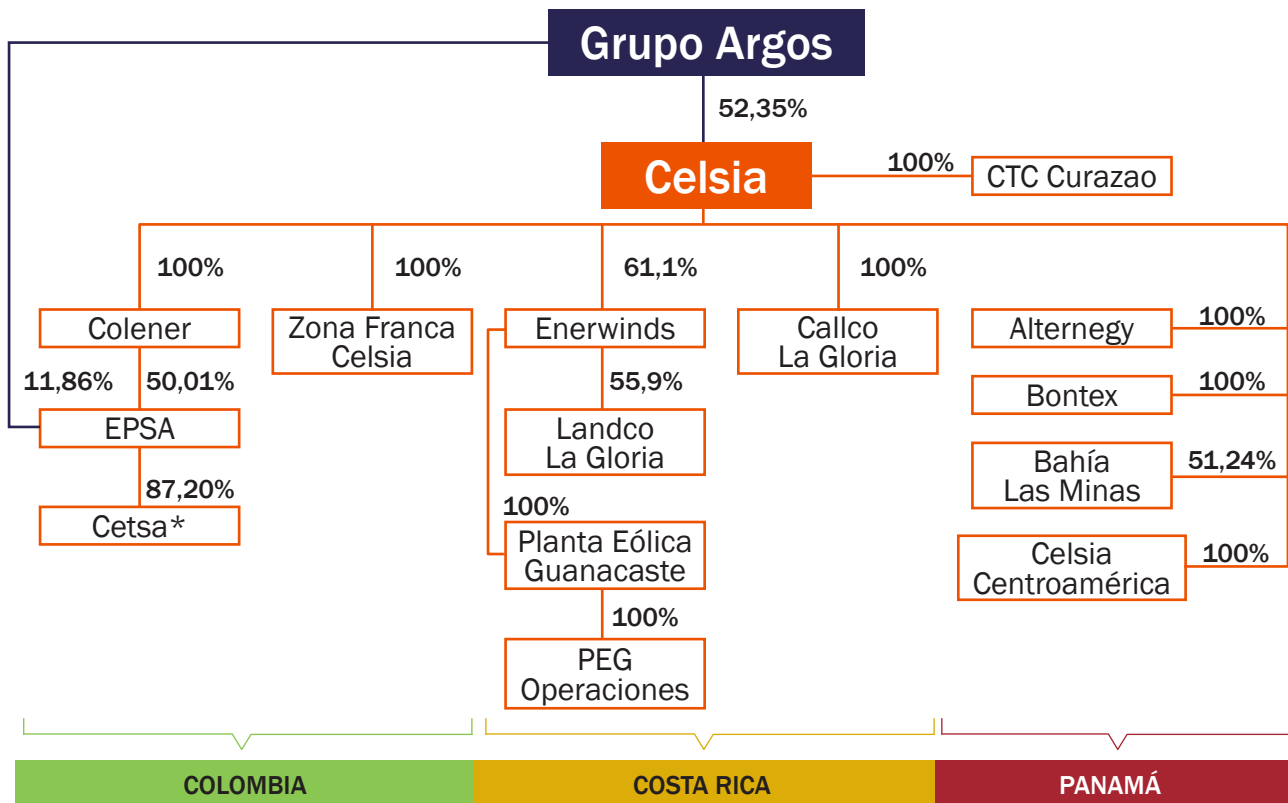 Grupo Argos
52,35%
Celsia
100%
CTC Curazao
100%
100%
61,1%
100%
Colener
Zona Franca
Celsia
Enerwinds
Callco
La Gloria
Alternegy
100%
11,86%
50,01%
55,9%
Bontex
100%
EPSA
Landco
La Gloria
Bahía
Las Minas
51,24%
87,20%
Cetsa*
100%
Planta Eólica
Guanacaste
Celsia
Centroamérica
100%
100%
PEG
Operaciones
COLOMBIA
COSTA RICA
PANAMÁ